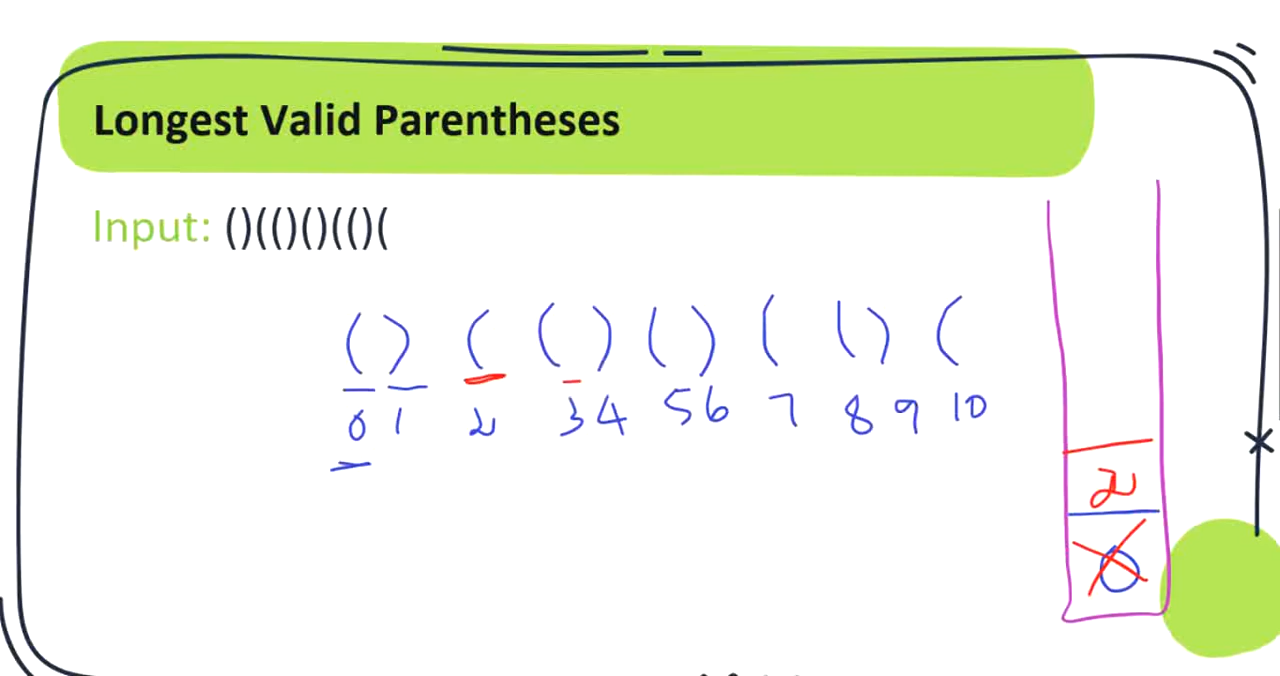 Longest Valid Parentheses
Input: ()(()()(()(
( ) ( ( ) ( ) ( ( ) (
0 1 2 3 4 5 6 7 8 9 10
2
0